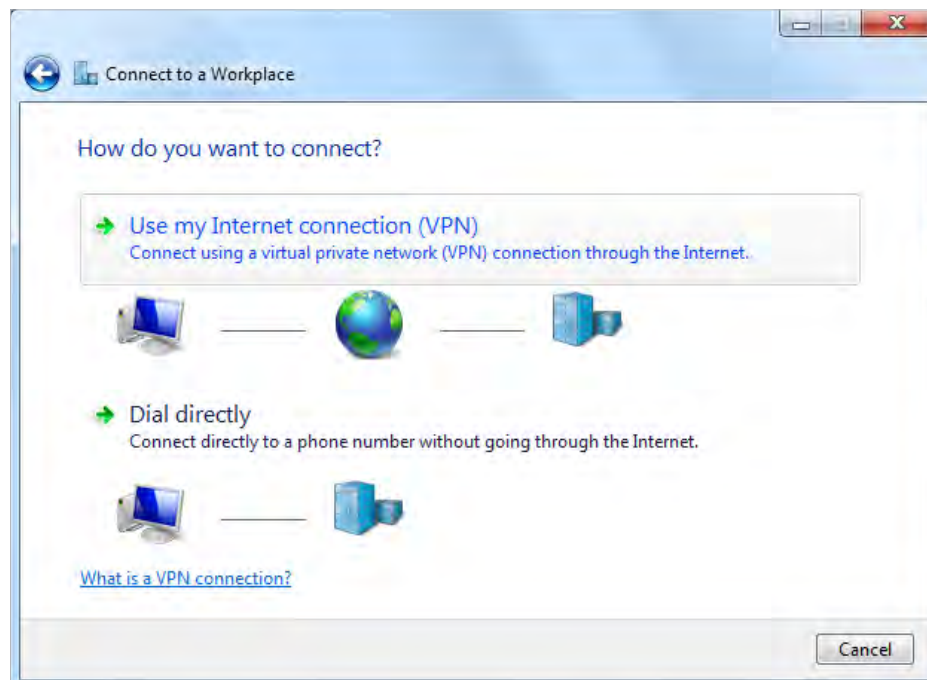 Connect to a Workplace
How do you want to connect?
Use my Internet connection (VPN)
Connect using a virtual private network (VPN) connection through the Internet.
Dial directly
Connect directly to a phone number without going through the Internet.
What is a VPN connection?
Cancel